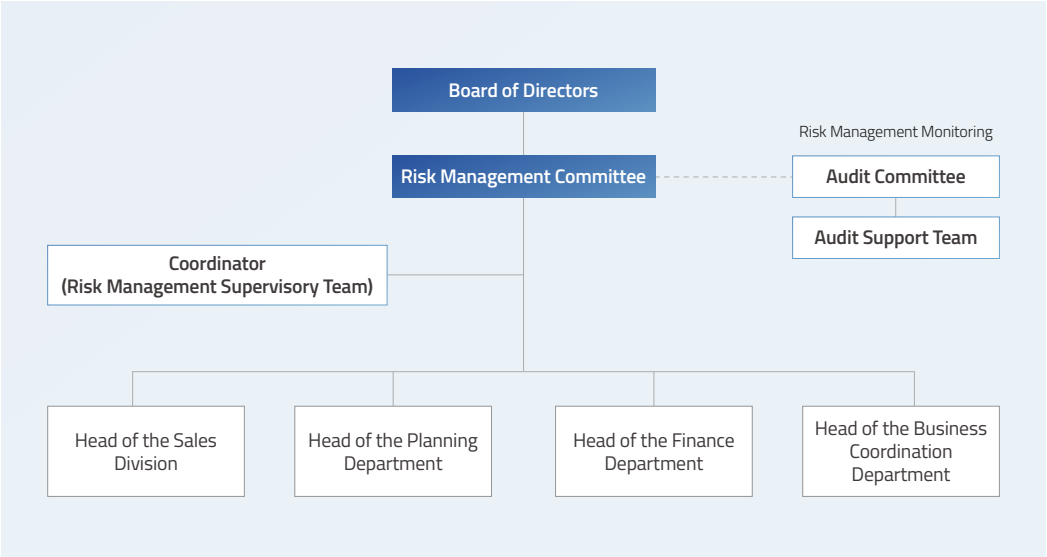 Board of Directors
Risk Management Monitoring
Risk Management Committee
Audit Committee
Audit Support Team
Coordinator
(Risk Management Supervisory Team)
Head of the Sales
Division
Head of the Planning
Department
Head of the Finance
Department
Head of the Business
Coordination
Department